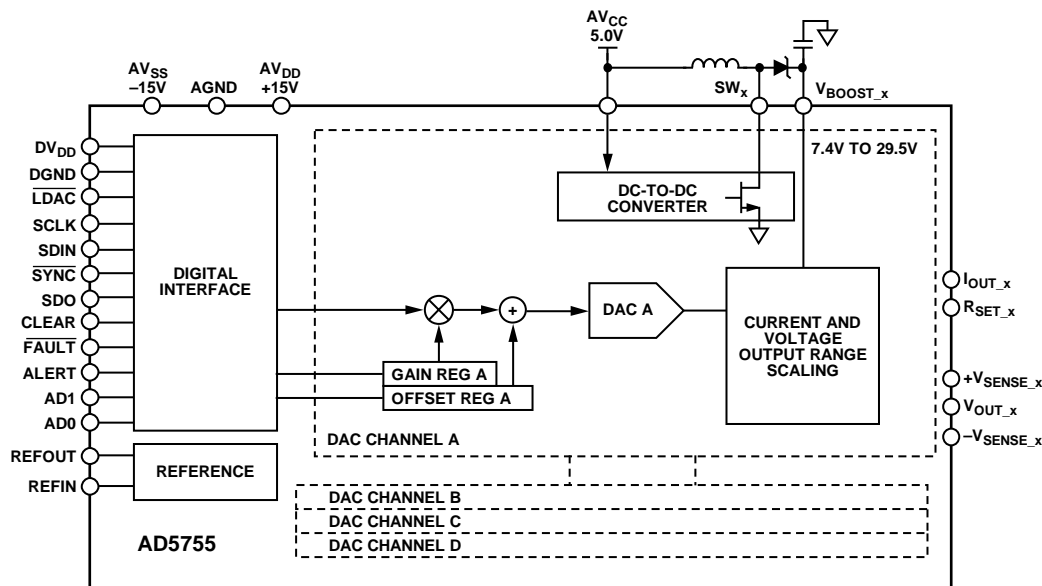 AVCC
5.0V
AVSS
–15V
AGND
AVDD
+15V
SWx
VBOOST_x
DVDD
DGND
LDAC
SCLK
SDIN
SYNC
SDO
CLEAR
FAULT
ALERT
AD1
AD0
REFOUT
REFIN
DIGITAL
INTERFACE
REFERENCE
AD5755
7.4V TO 29.5V
DC-TO-DC
CONVERTER
+
DAC A
GAIN REG A
OFFSET REG A
CURRENT AND
VOLTAGE
OUTPUT RANGE
SCALING
DAC CHANNEL A
DAC CHANNEL B
DAC CHANNEL C
DAC CHANNEL D
IOUT_x
RSET_x
+VSENSE_x
VOUT_x
–VSENSE_x